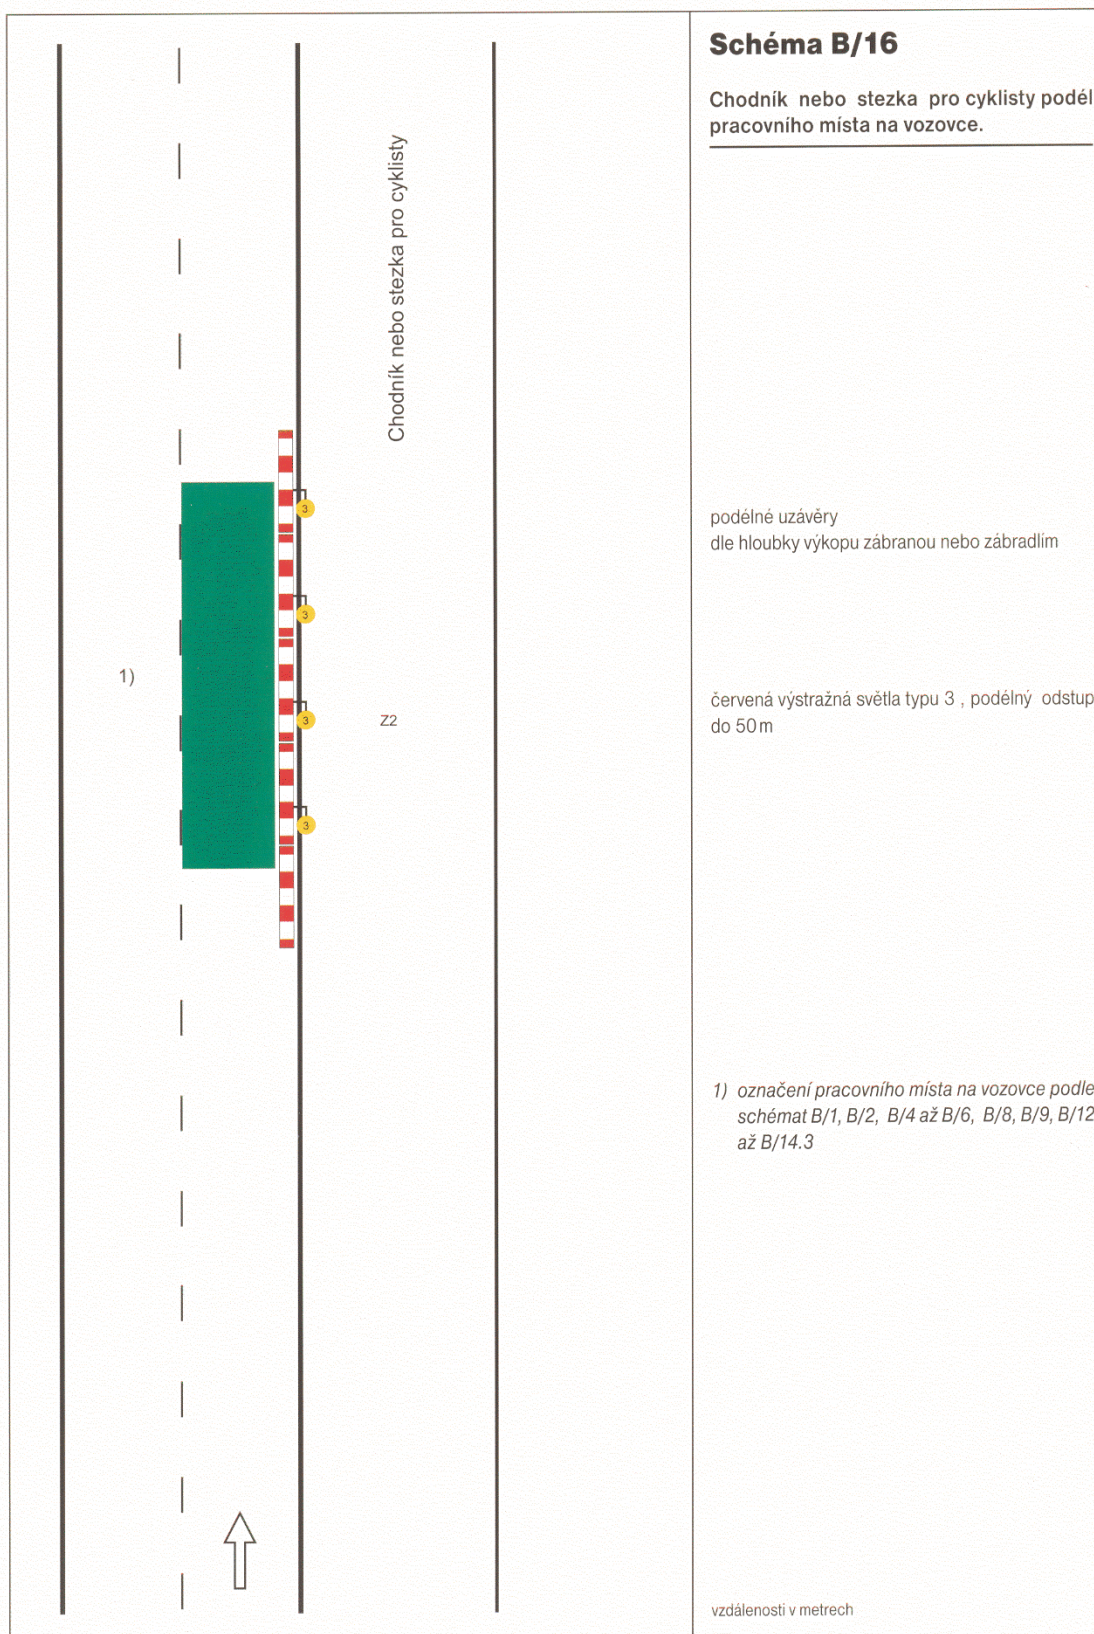 Schéma B/16
Chodník nebo stezka pro cyklisty podél
pracovního místa na vozovce.
Chodník nebo stezka pro cyklisty
podélné uzávěry
dle hloubky výkopu zábranou nebo zábradlím
3
3
1)
červená výstražná světla typu 3 , podélný odstup
do 50 m
3
Z2
3
1) označení pracovního místa na vozovce podle
schémat B/1, B/2, B/4 až B/6, B/8, B/9, B/12
až B/14.3
vzdálenosti v metrech